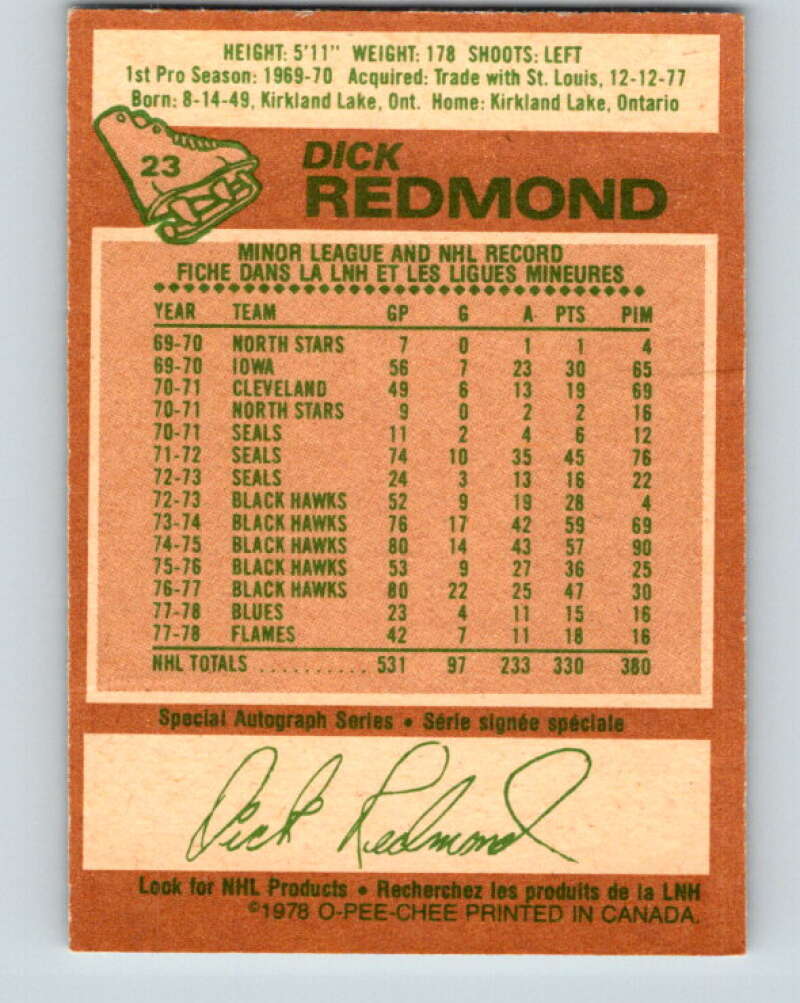 HEIGHT: 5'11" WEIGHT: 178 SHOOTS: LEFT
1st Pro Season: 1969-70 Acquired: Trade with St. Louis, 12-12-77
Born: 8-14-49, Kirkland Lake, Ont. Home: Kirkland Lake, Ontario
23
DICK
REDMOND
MINOR LEAGUE AND NHL RECORD
FICHE DANS LA LNH ET LES LIGUES MINEURES
YEAR TEAM GP G A PTS PIM
69-70 NORTH STARS 7 0 1 1 4
69-70 IOWA 56 7 23 30 65
70-71 CLEVELAND 49 6 13 19 69
70-71 NORTH STARS 9 0 2 2 16
70-71 SEALS 11 2 4 6 12
71-72 SEALS 74 10 35 45 76
72-73 SEALS 24 3 13 16 22
72-73 BLACK HAWKS 52 9 19 28 4
73-74 BLACK HAWKS 76 17 42 59 69
74-75 BLACK HAWKS 80 14 43 57 90
75-76 BLACK HAWKS 53 9 27 36 25
76-77 BLACK HAWKS 80 22 25 47 30
77-78 BLUES 23 4 11 15 16
77-78 FLAMES 42 7 11 18 16
NHL TOTALS .......... 531 97 233 330 380
Special Autograph Series • Série signée spéciale
Dick Redmond
Look for NHL Products • Recherchez les produits de la LNH
©1978 O-PEE-CHEE PRINTED IN CANADA.